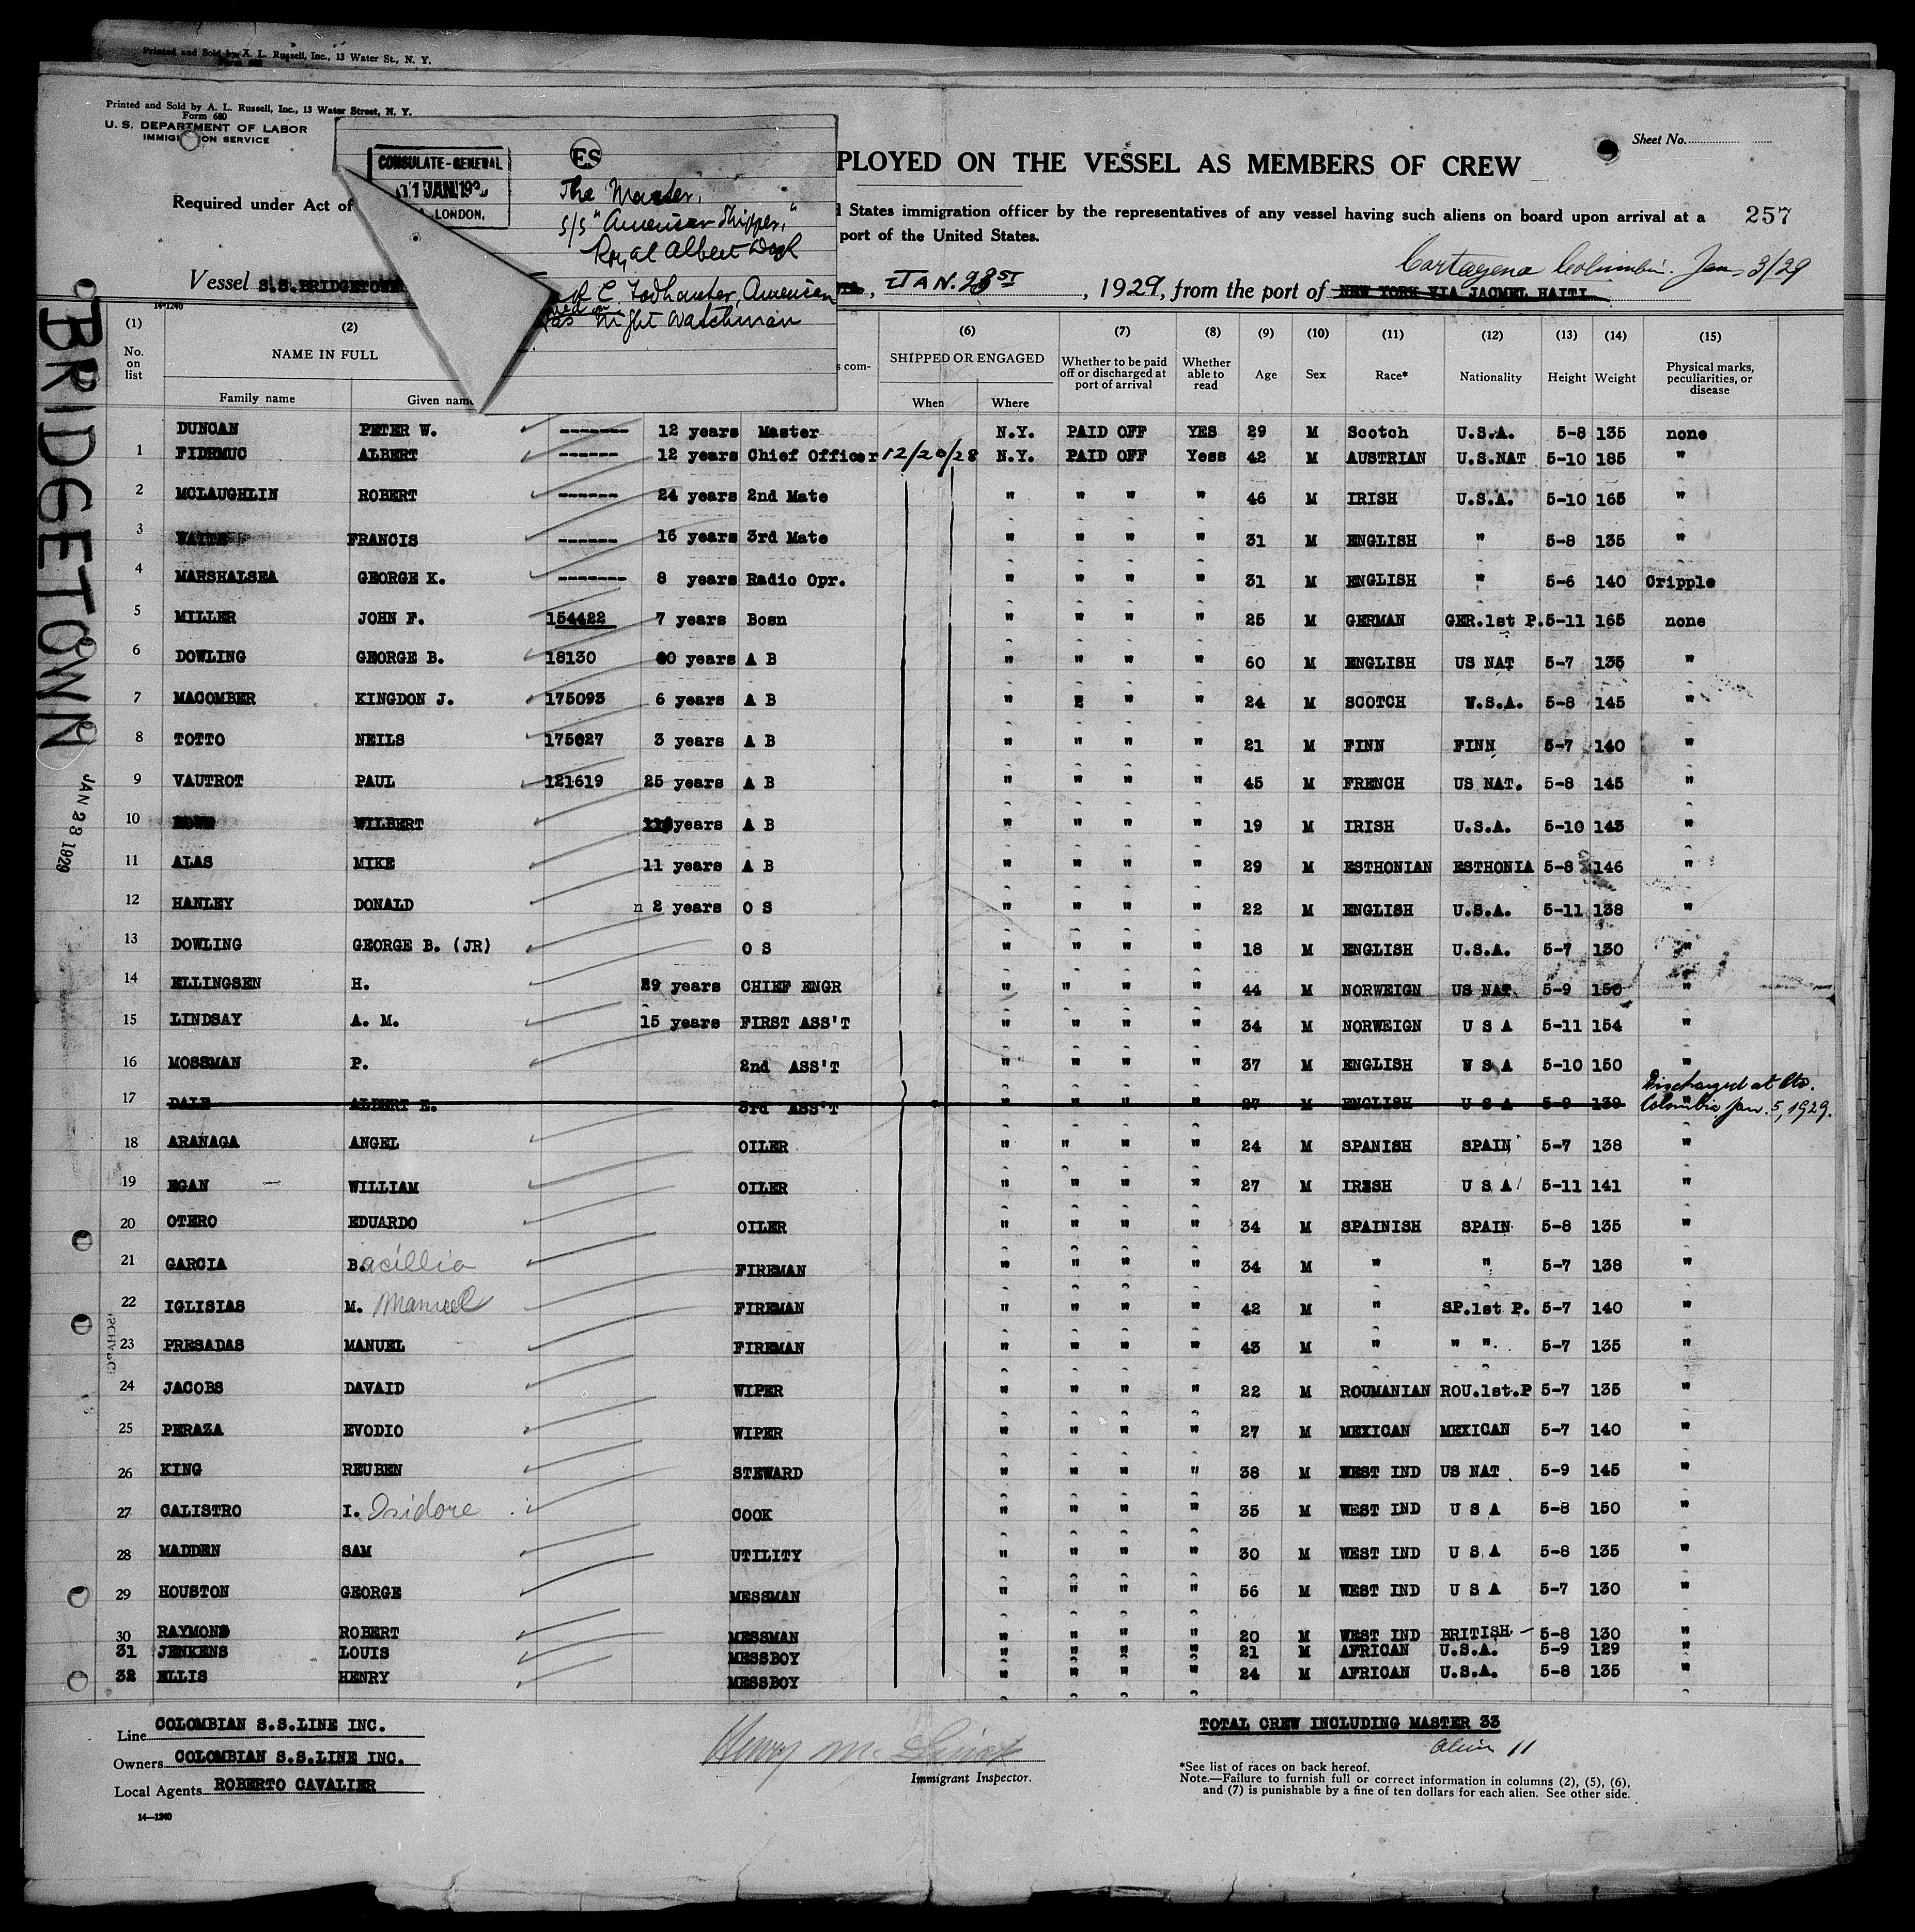 Printed and Sold by A. L. Russell, Inc., 13 Water St., N. Y.
Printed and Sold by A. L. Russell, Inc., 13 Water Street, N. Y.
Form 680
U. S. DEPARTMENT OF LABOR
IMMIGRATION SERVICE
Sheet No.
PLOYED ON THE VESSEL AS MEMBERS OF CREW
Required under Act of
States immigration officer by the representatives of any vessel having such aliens on board upon arrival at a
port of the United States.
257
CONSULATE-GENERAL
LONDON.
ES
The Master,
S/S "American Shipper,"
Royal Albert Dock
American
as night watchman
Vessel S.S. BRIDGETOWN
JAN. 28ST, 1929, from the port of NEW YORK VIA JACMEL HAITI
Cartagena Colombia. Jan 3/29
14-1240
BRIDGETOWN
JAN 28 1929
(1) (2) (6) (7) (8) (9) (10) (11) (12) (13) (14) (15)
No. on list
NAME IN FULL
Family name Given name
SHIPPED OR ENGAGED
When Where
Whether to be paid off or discharged at port of arrival
Whether able to read
Age Sex Race* Nationality Height Weight
Physical marks, peculiarities, or disease
DUNCAN PETER W. ------- 12 years Master N.Y. PAID OFF YES 29 M Scotch U.S.A. 5-8 135 none
1 FIDRMUC ALBERT ------ 12 years Chief Officer 12/20/28 N.Y. PAID OFF Yess 42 M AUSTRIAN U.S.NAT 5-10 185 "
2 MCLAUGHLIN ROBERT ------ 24 years 2nd Mate " " " " 46 M IRISH U.S.A. 5-10 165 "
3 FRANCIS ------ 16 years 3rd Mate " " " " 31 M ENGLISH " 5-8 135 "
4 MARSHALSEA GEORGE K. ------- 8 years Radio Opr. " " " " 31 M ENGLISH " 5-6 140 Cripple
5 MILLER JOHN F. 154422 7 years Bosn " " " " 25 M GERMAN GER.1st P. 5-11 165 none
6 DOWLING GEORGE B. 18130 years A B " " " " 60 M ENGLISH US NAT 5-7 135 "
7 MACOMBER KINGDON J. 175093 6 years A B " " " 24 M SCOTCH U.S.A. 5-8 145 "
8 TOTTO NEILS 175627 3 years A B " " " " 21 M FINN FINN 5-7 140 "
9 VAUTROT PAUL 121619 25 years A B " " " " 45 M FRENCH US NAT. 5-8 145 "
10 WILBERT years A B " " " " 19 M IRISH U.S.A. 5-10 143 "
11 ALAS MIKE 11 years A B " " " " 29 M ESTHONIAN ESTHONIA 5-8 146 "
12 HANLEY DONALD n 2 years O S " " " " 22 M ENGLISH U.S.A. 5-11 138 "
13 DOWLING GEORGE B. (JR) O S " " " " 18 M ENGLISH U.S.A. 5-7 130 "
14 ELLINGSEN H. 29 years CHIEF ENGR " " " " 44 M NORWEIGN US NAT 5-9 150 "
15 LINDSAY A. M. 15 years FIRST ASS'T " " " " 34 M NORWEIGN U S A 5-11 154 "
16 MOSSMAN P. 2nd ASS'T " " " " 37 M ENGLISH U S A 5-10 150 "
17 DALE ALBERT E. 3rd ASS'T " " " " 27 M ENGLISH U S A 5-9 139 " Discharged at Pto. Colombia Jan. 5, 1929.
18 ARANAGA ANGEL OILER " " " " 24 M SPANISH SPAIN 5-7 138 "
19 EGAN WILLIAM OILER " " " " 27 M IRISH U S A 5-11 141 "
20 OTERO EDUARDO OILER " " " " 34 M SPAINISH SPAIN 5-8 135 "
21 GARCIA Bacillio FIREMAN " " " " 34 M " " 5-7 138 "
22 IGLISIAS M. Manuel FIREMAN " " " " 42 M " SP.1st P. 5-7 140 "
23 PRESADAS MANUEL FIREMAN " " " " 43 M " " " 5-7 135 "
24 JACOBS DAVAID WIPER " " " " 22 M ROUMANIAN ROU.1st.P 5-7 135 "
25 PERAZA EVODIO WIPER " " " " 27 M MEXICAN MEXICAN 5-7 140 "
26 KING REUBEN STEWARD " " " " 38 M WEST IND US NAT 5-9 145 "
27 CALISTRO I. Isidore COOK " " " " 35 M WEST IND U S A 5-8 150 "
28 MADDEN SAM UTILITY " " " " 30 M WEST IND U S A 5-8 135 "
29 HOUSTON GEORGE MESSMAN " " " " 56 M WEST IND U S A 5-7 130 "
30 RAYMOND ROBERT MESSMAN " " " " 20 M WEST IND BRITISH 5-8 130 "
31 JENKENS LOUIS MESSBOY " " " " 21 M AFRICAN U.S.A. 5-9 129 "
32 ELLIS HENRY MESSBOY " " " " 24 M AFRICAN U.S.A. 5-8 135 "
Line COLOMBIAN S.S.LINE INC.
Owners COLOMBIAN S.S.LINE INC.
Local Agents ROBERTO CAVALIER
14—1240
Henry
Immigrant Inspector.
TOTAL CREW INCLUDING MASTER 33
Alien 11
*See list of races on back hereof.
Note.—Failure to furnish full or correct information in columns (2), (5), (6),
and (7) is punishable by a fine of ten dollars for each alien. See other side.